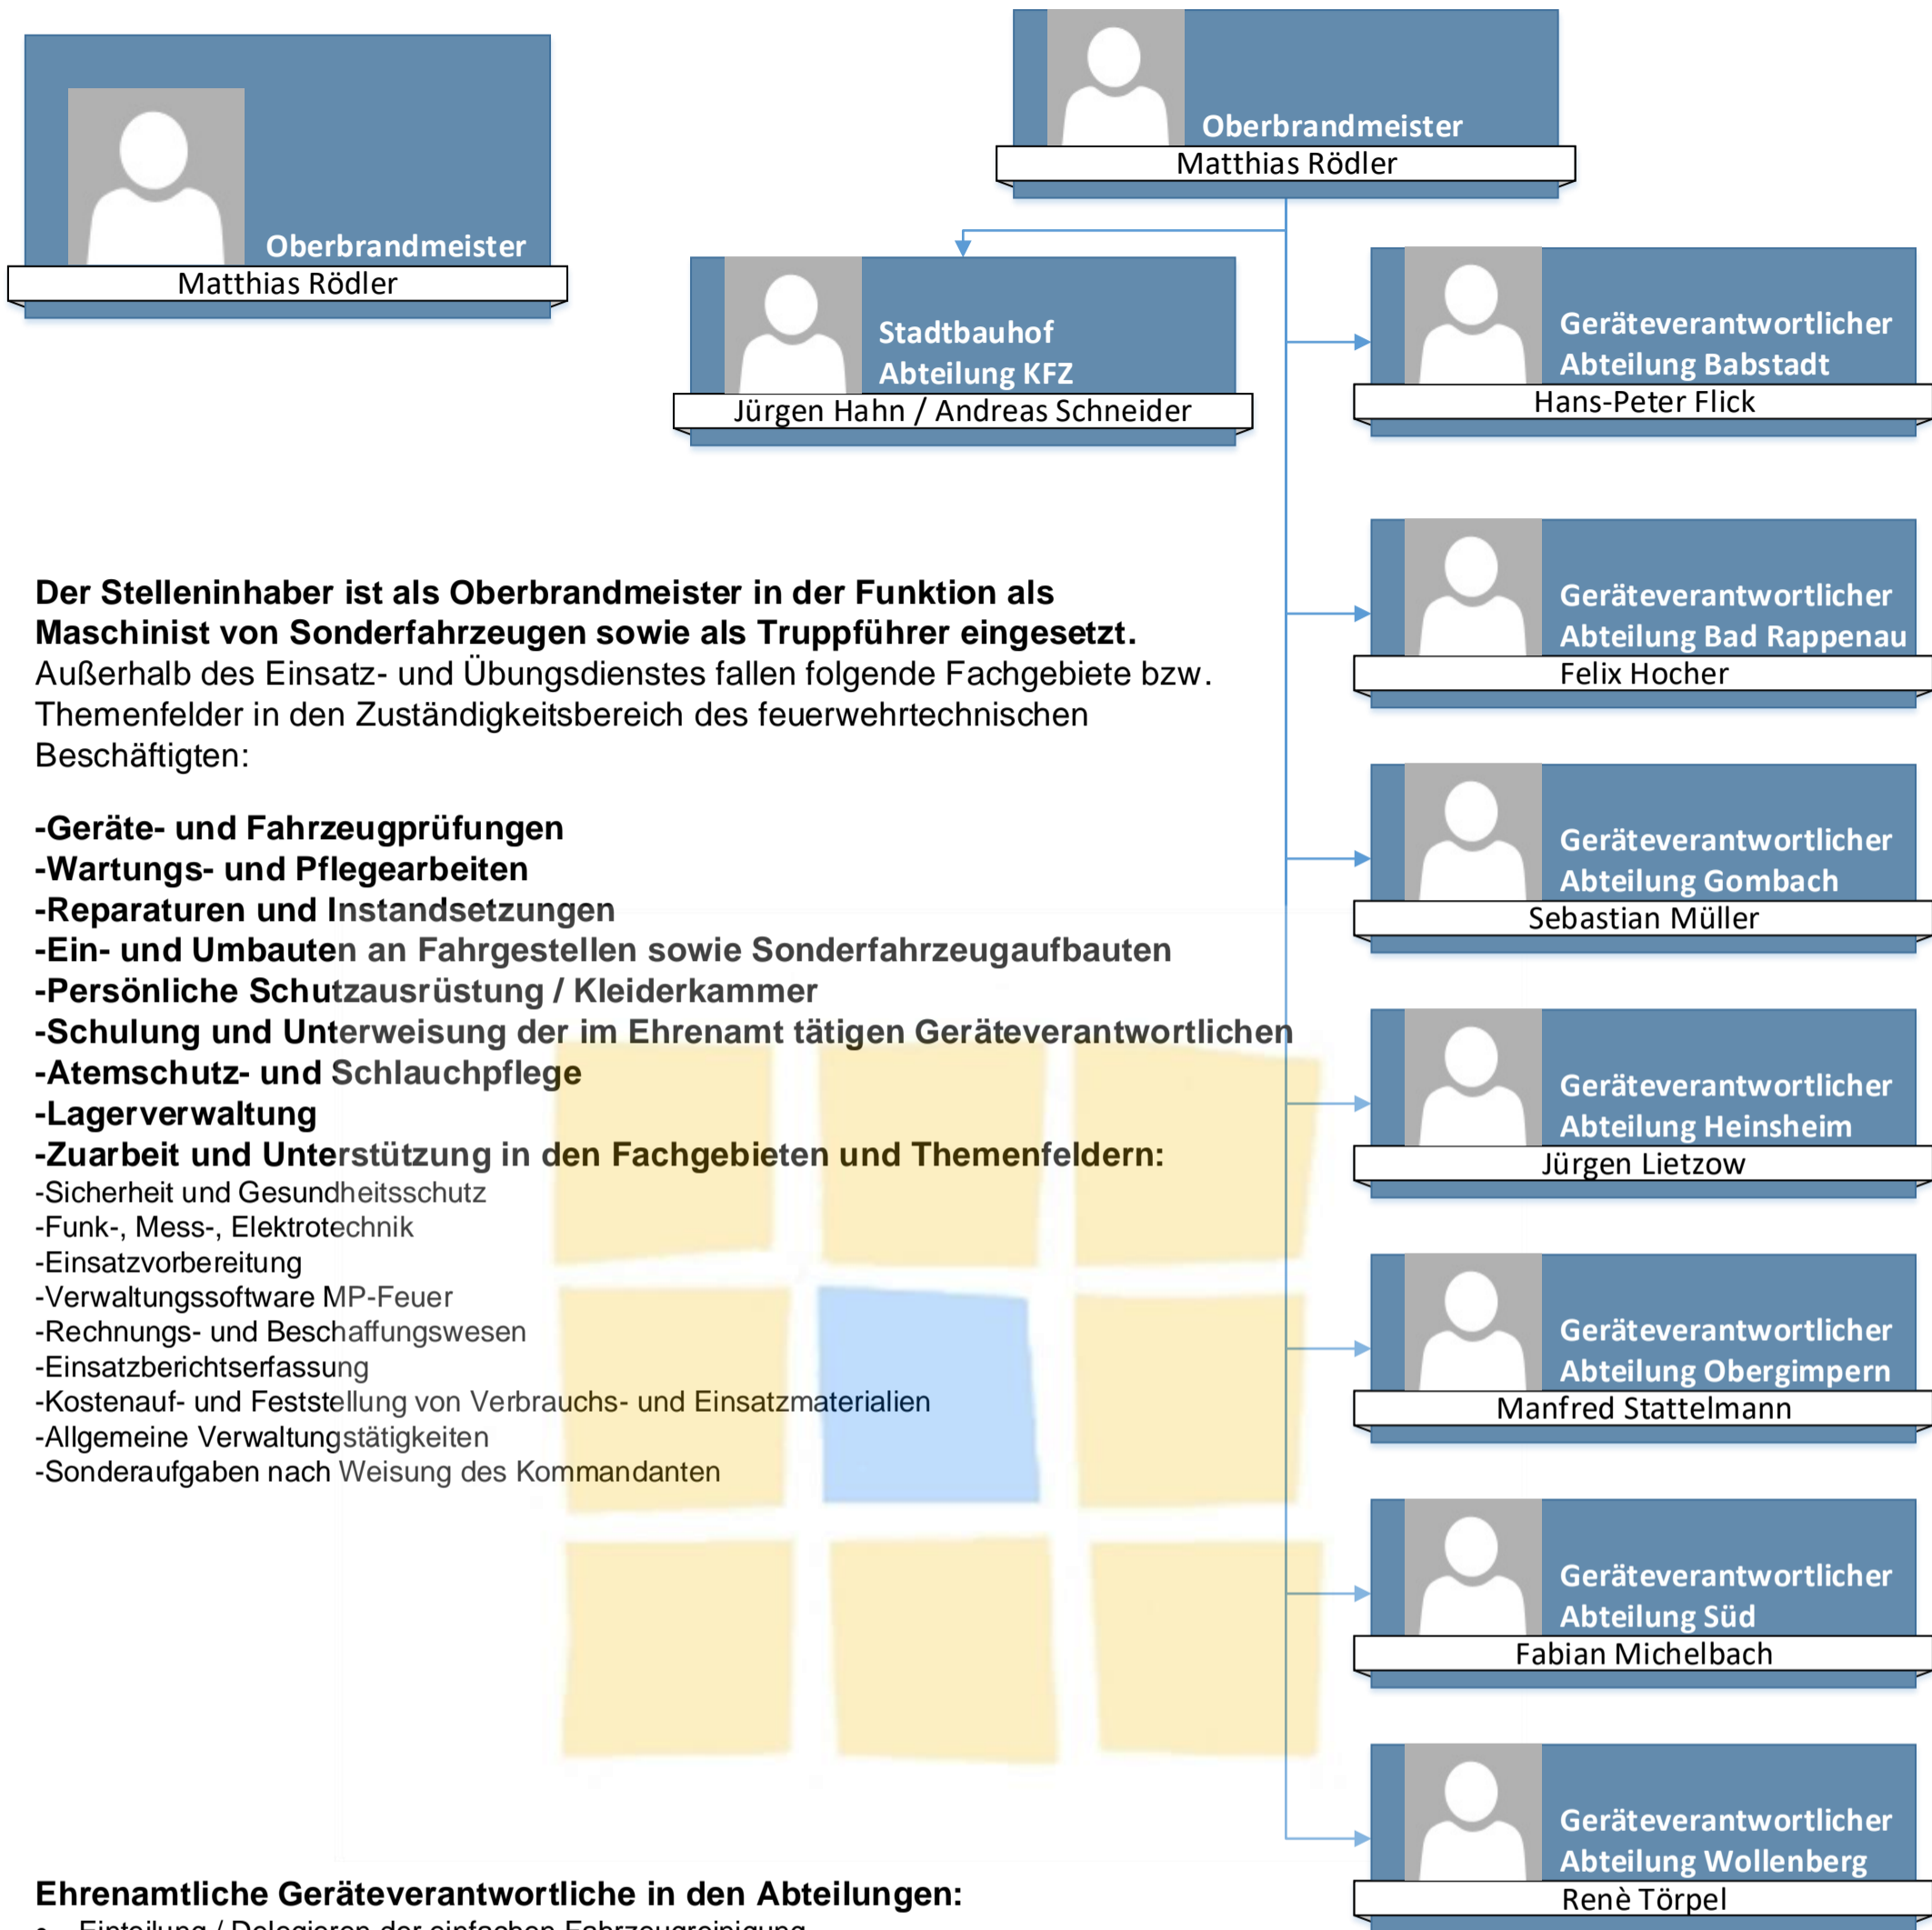 Oberbrandmeister
Matthias Rödler
Oberbrandmeister
Matthias Rödler
Stadtbauhof
Abteilung KFZ
Jürgen Hahn / Andreas Schneider
Geräteverantwortlicher
Abteilung Babstadt
Hans-Peter Flick
Geräteverantwortlicher
Abteilung Bad Rappenau
Felix Hocher
Geräteverantwortlicher
Abteilung Gombach
Sebastian Müller
Geräteverantwortlicher
Abteilung Heinsheim
Jürgen Lietzow
Geräteverantwortlicher
Abteilung Obergimpern
Manfred Stattelmann
Geräteverantwortlicher
Abteilung Süd
Fabian Michelbach
Geräteverantwortlicher
Abteilung Wollenberg
Renè Törpel
Der Stelleninhaber ist als Oberbrandmeister in der Funktion als
Maschinist von Sonderfahrzeugen sowie als Truppführer eingesetzt.
Außerhalb des Einsatz- und Übungsdienstes fallen folgende Fachgebiete bzw.
Themenfelder in den Zuständigkeitsbereich des feuerwehrtechnischen
Beschäftigten:
-Geräte- und Fahrzeugprüfungen
-Wartungs- und Pflegearbeiten
-Reparaturen und Instandsetzungen
-Ein- und Umbauten an Fahrgestellen sowie Sonderfahrzeugaufbauten
-Persönliche Schutzausrüstung / Kleiderkammer
-Schulung und Unterweisung der im Ehrenamt tätigen Geräteverantwortlichen
-Atemschutz- und Schlauchpflege
-Lagerverwaltung
-Zuarbeit und Unterstützung in den Fachgebieten und Themenfeldern:
-Sicherheit und Gesundheitsschutz
-Funk-, Mess-, Elektrotechnik
-Einsatzvorbereitung
-Verwaltungssoftware MP-Feuer
-Rechnungs- und Beschaffungswesen
-Einsatzberichtserfassung
-Kostenauf- und Feststellung von Verbrauchs- und Einsatzmaterialien
-Allgemeine Verwaltungstätigkeiten
-Sonderaufgaben nach Weisung des Kommandanten
Ehrenamtliche Geräteverantwortliche in den Abteilungen:
• Einteilung / Delegieren der einfachen Fahrzeugreinigung